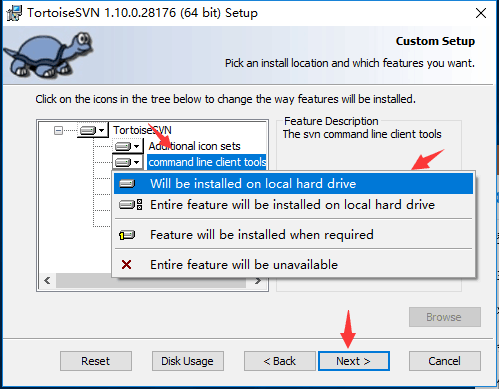 TortoiseSVN 1.10.0.28176 (64 bit) Setup
Custom Setup
Pick an install location and which features you want.
Click on the icons in the tree below to change the way features will be installed.
TortoiseSVN
Additional icon sets
command line client tools
Feature Description
The svn command line client tools
Will be installed on local hard drive
Entire feature will be installed on local hard drive
Feature will be installed when required
Entire feature will be unavailable
Browse
Reset
Disk Usage
< Back
Next >
Cancel